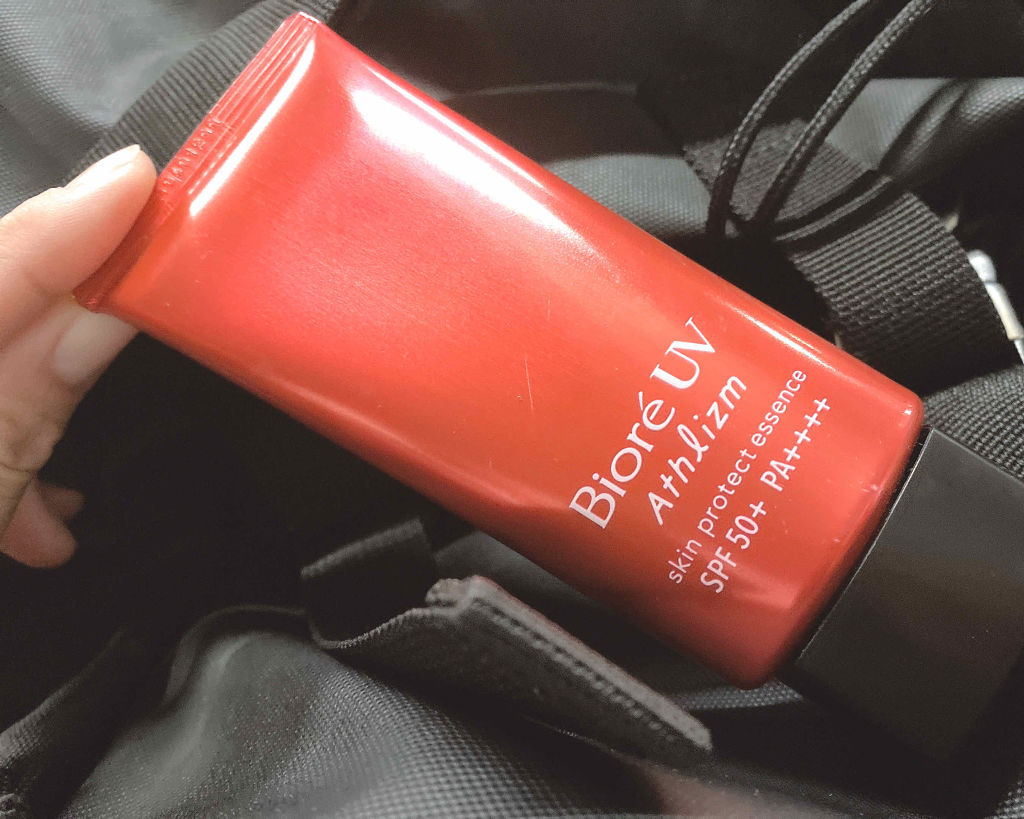 Bioré UV
Athlizm
skin protect essence
SPF 50+ PA++++